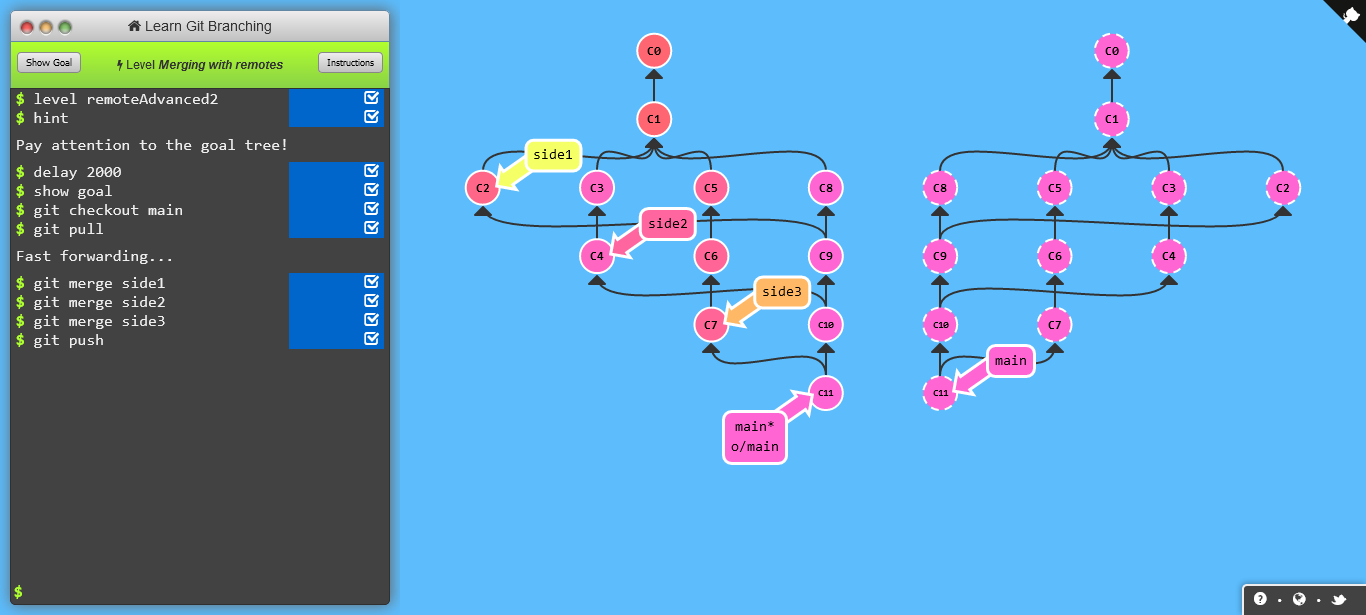 Learn Git Branching
Show Goal
Level Merging with remotes
Instructions
$ level remoteAdvanced2
$ hint
Pay attention to the goal tree!
$ delay 2000
$ show goal
$ git checkout main
$ git pull
Fast forwarding...
$ git merge side1
$ git merge side2
$ git merge side3
$ git push
$
C0
C1
side1
C2
C3
C5
C8
side2
C4
C6
C9
side3
C7
C10
C11
main*
o/main
C0
C1
C8
C5
C3
C2
C9
C6
C4
C10
C7
main
C11